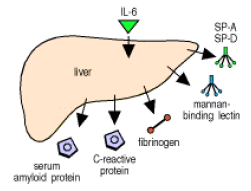 IL-6
SP-A
SP-D
liver
mannan-
binding lectin
fibrinogen
C-reactive
protein
serum
amyloid protein